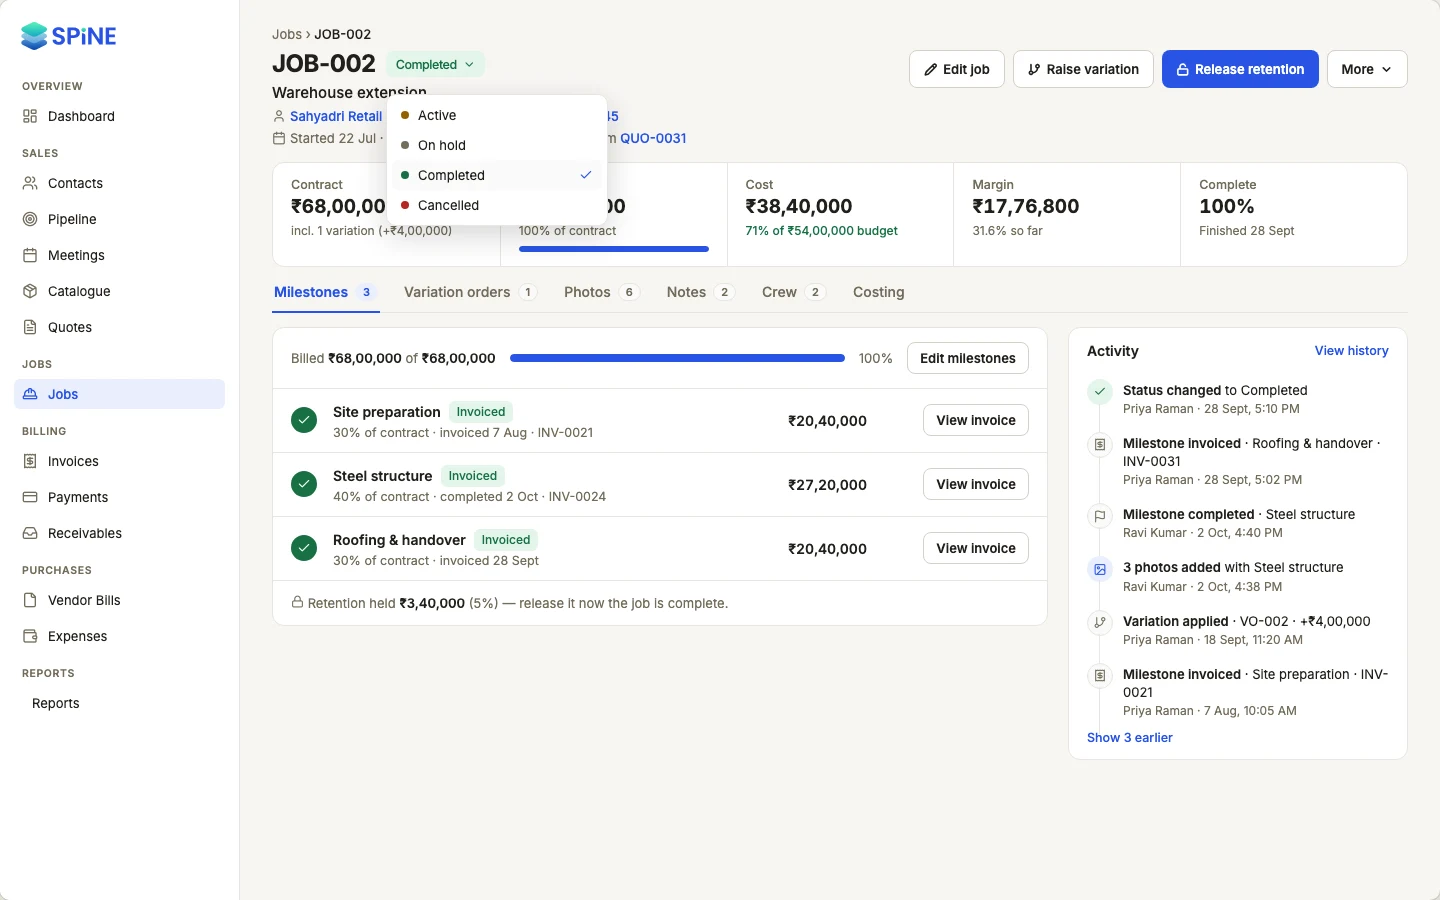 SPiNE
OVERVIEW
Dashboard
SALES
Contacts
Pipeline
Meetings
Catalogue
Quotes
JOBS
Jobs
BILLING
Invoices
Payments
Receivables
PURCHASES
Vendor Bills
Expenses
REPORTS
Reports
Jobs › JOB-002
JOB-002 Completed
Edit job Raise variation Release retention More
Warehouse extension
Sahyadri Retail 45
Started 22 Jul · m QUO-0031
Active
On hold
Completed
Cancelled
Contract
₹68,00,00
incl. 1 variation (+₹4,00,000)
00
100% of contract
Cost
₹38,40,000
71% of ₹54,00,000 budget
Margin
₹17,76,800
31.6% so far
Complete
100%
Finished 28 Sept
Milestones 3 Variation orders 1 Photos 6 Notes 2 Crew 2 Costing
Billed ₹68,00,000 of ₹68,00,000 100% Edit milestones
Site preparation Invoiced
30% of contract · invoiced 7 Aug · INV-0021
₹20,40,000 View invoice
Steel structure Invoiced
40% of contract · completed 2 Oct · INV-0024
₹27,20,000 View invoice
Roofing & handover Invoiced
30% of contract · invoiced 28 Sept
₹20,40,000 View invoice
Retention held ₹3,40,000 (5%) — release it now the job is complete.
Activity View history
Status changed to Completed
Priya Raman · 28 Sept, 5:10 PM
Milestone invoiced · Roofing & handover ·
INV-0031
Priya Raman · 28 Sept, 5:02 PM
Milestone completed · Steel structure
Ravi Kumar · 2 Oct, 4:40 PM
3 photos added with Steel structure
Ravi Kumar · 2 Oct, 4:38 PM
Variation applied · VO-002 · +₹4,00,000
Priya Raman · 18 Sept, 11:20 AM
Milestone invoiced · Site preparation · INV-
0021
Priya Raman · 7 Aug, 10:05 AM
Show 3 earlier